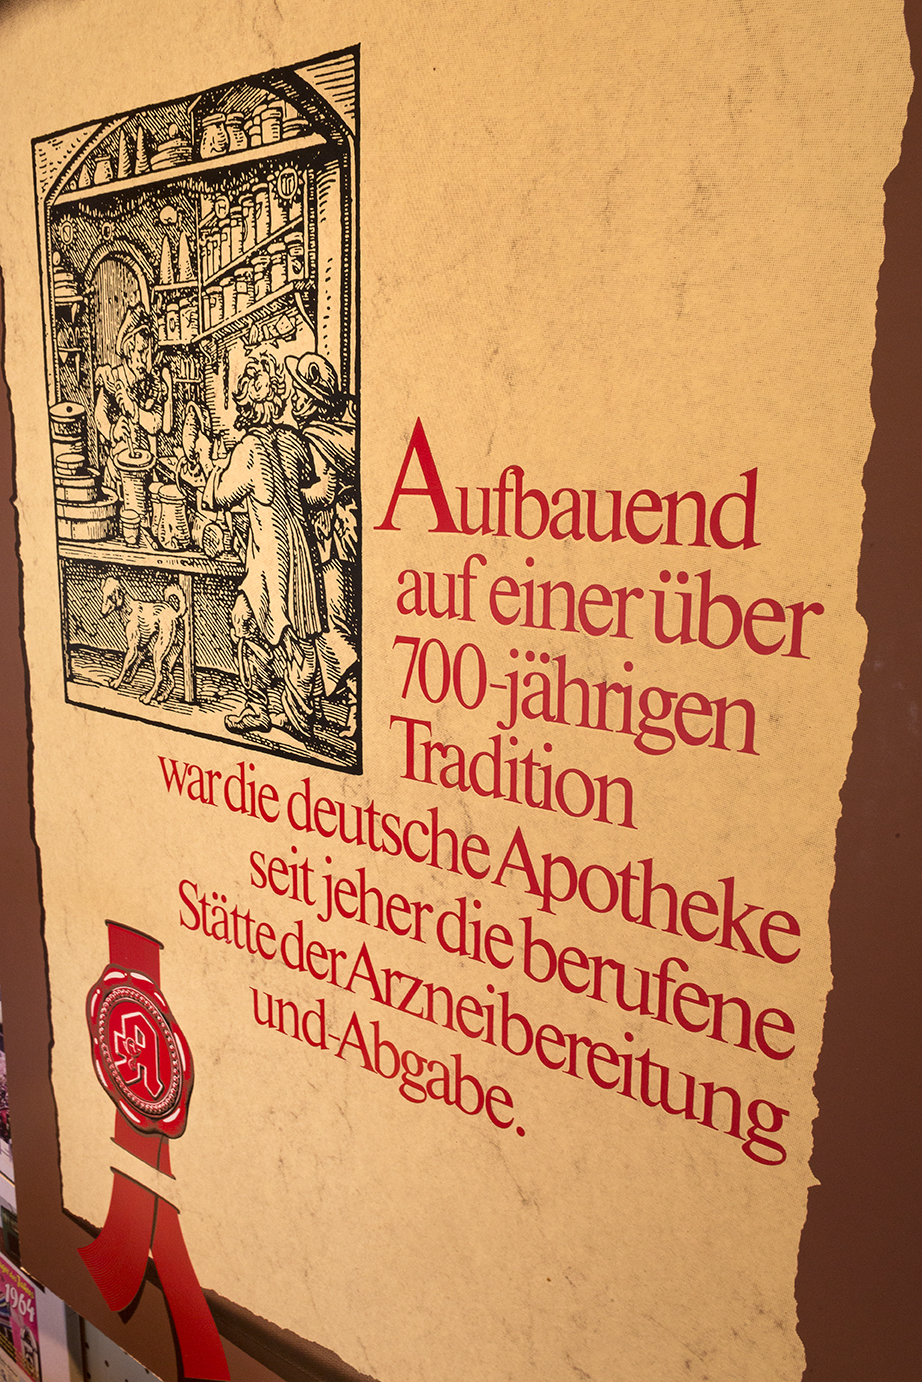 Aufbauend
auf einer über
700-jährigen
Tradition
war die deutsche Apotheke
seit jeher die berufene
Stätte der Arzneibereitung
und -Abgabe.
1964